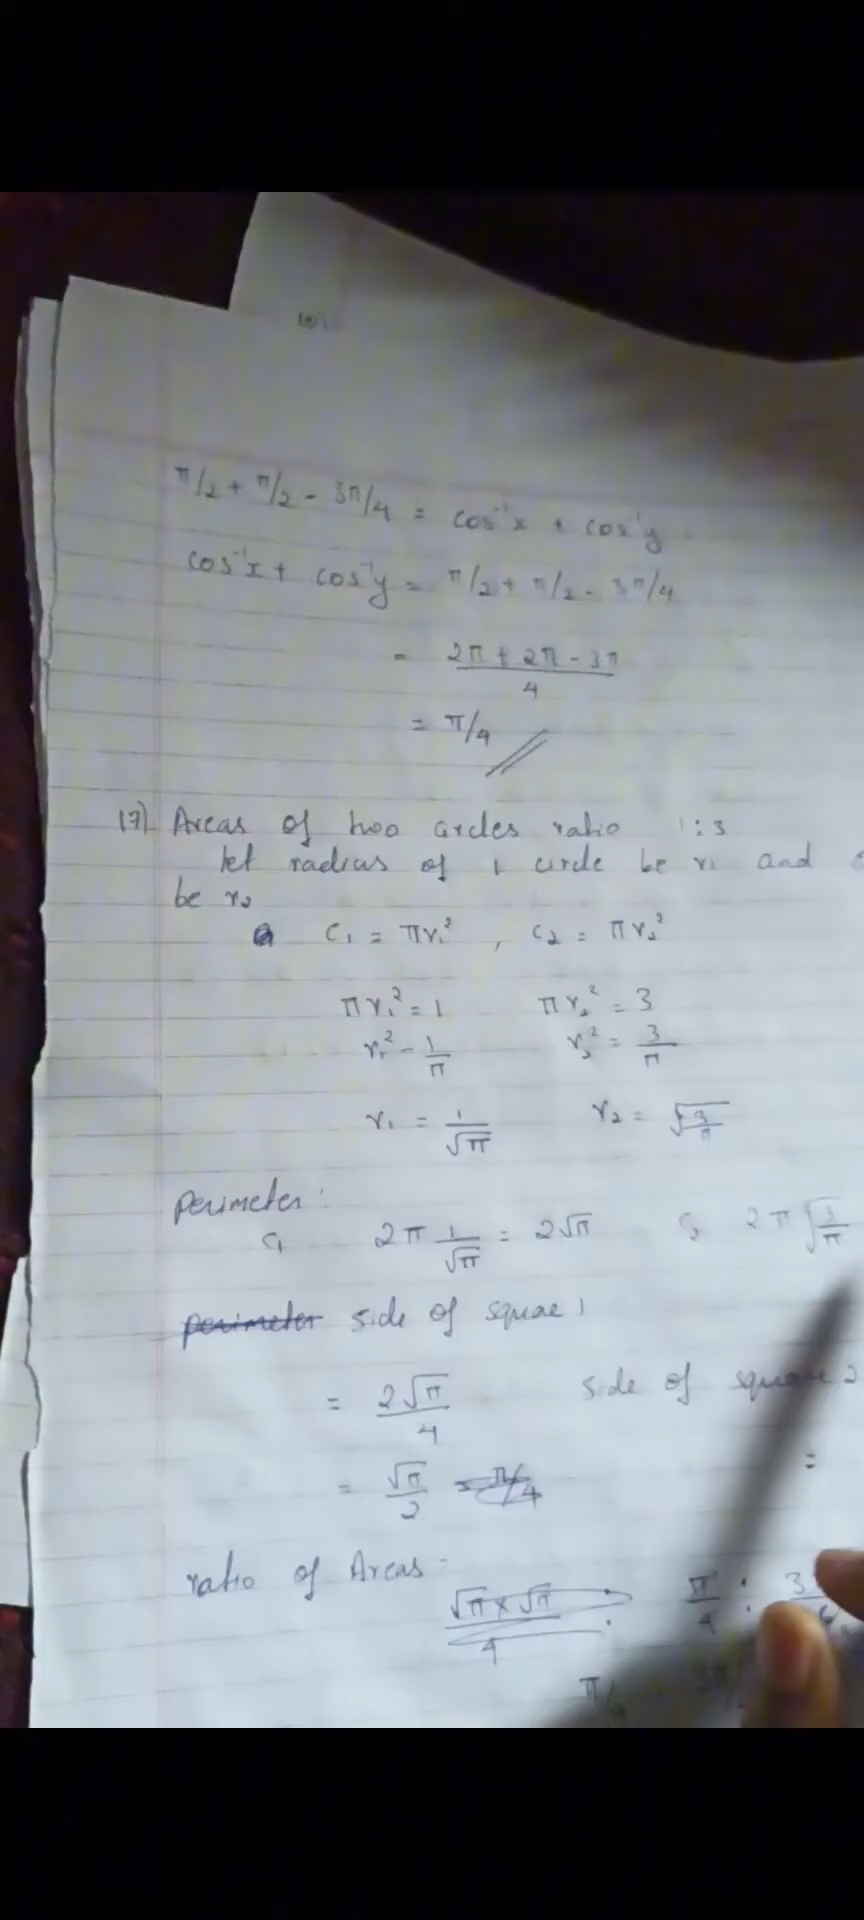 π/2 + π/2 - 3π/4 = cos⁻¹x + cos⁻¹y
cos⁻¹x + cos⁻¹y = π/2 + π/2 - 3π/4
= 2π + 2π - 3π / 4
= π/4
17) Areas of two circles ratio 1:3
let radius of 1 circle be r₁ and
be r₂
C₁ = πr₁² , C₂ = πr₂²
πr₁² = 1 πr₂² = 3
r₁² = 1/π r₂² = 3/π
r₁ = 1/√π r₂ = √3/π
perimeter:
C₁ 2π 1/√π = 2√π C₂ 2π √3/π
perimeter side of square 1
= 2√π / 4 side of square 2
= √π / 2 = π/4 =
ratio of Areas -
√π × √π / 4 : π/4 :
π/4